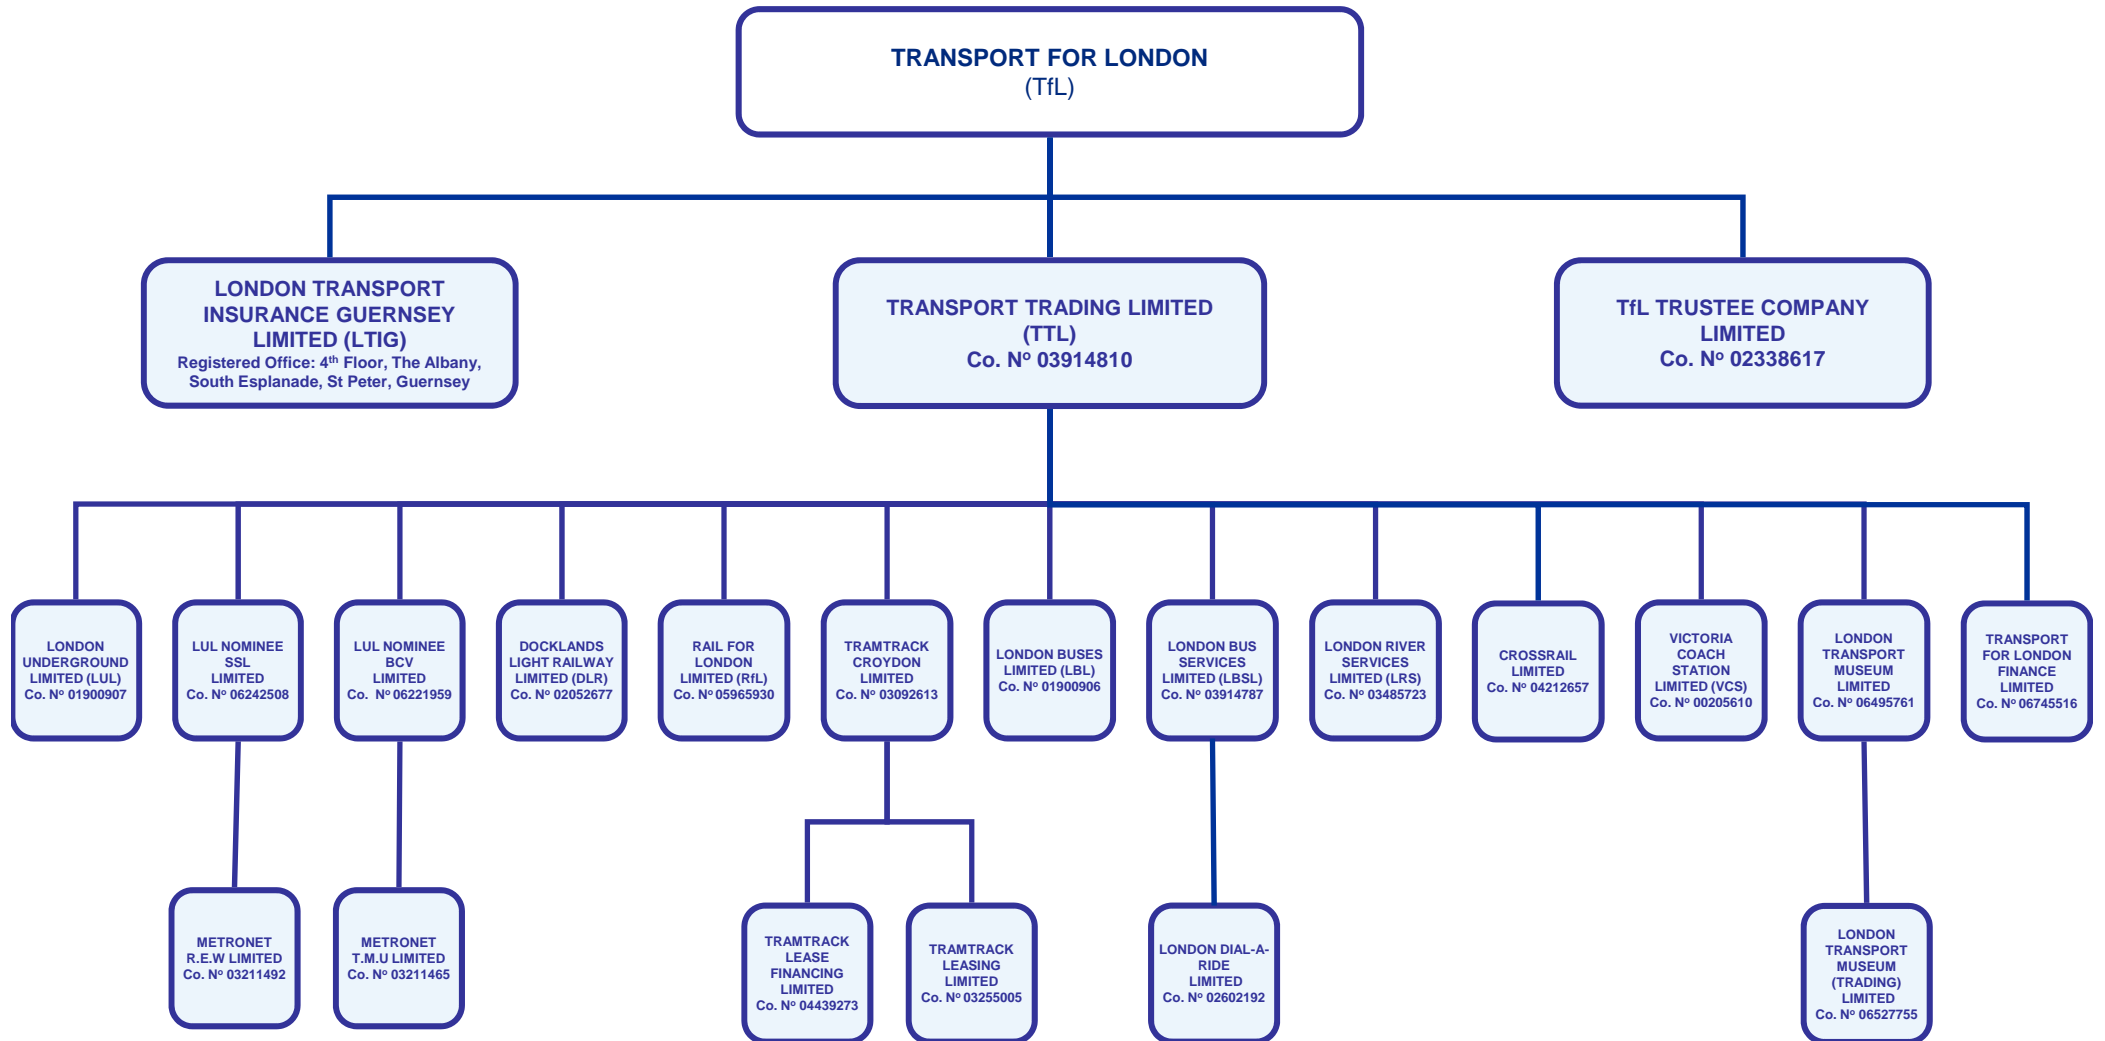 TRANSPORT FOR LONDON
(TfL)
LONDON TRANSPORT
INSURANCE GUERNSEY
LIMITED (LTIG)
Registered Office: 4th Floor, The Albany,
South Esplanade, St Peter, Guernsey
TRANSPORT TRADING LIMITED
(TTL)
Co. Nº 03914810
TfL TRUSTEE COMPANY
LIMITED
Co. Nº 02338617
LONDON
UNDERGROUND
LIMITED (LUL)
Co. Nº 01900907
LUL NOMINEE
SSL
LIMITED
Co. Nº 06242508
LUL NOMINEE
BCV
LIMITED
Co. Nº 06221959
DOCKLANDS
LIGHT RAILWAY
LIMITED (DLR)
Co. Nº 02052677
RAIL FOR
LONDON
LIMITED (RfL)
Co. Nº 05965930
TRAMTRACK
CROYDON
LIMITED
Co. Nº 03092613
LONDON BUSES
LIMITED (LBL)
Co. Nº 01900906
LONDON BUS
SERVICES
LIMITED (LBSL)
Co. Nº 03914787
LONDON RIVER
SERVICES
LIMITED (LRS)
Co. Nº 03485723
CROSSRAIL
LIMITED
Co. Nº 04212657
VICTORIA
COACH
STATION
LIMITED (VCS)
Co. Nº 00205610
LONDON
TRANSPORT
MUSEUM
LIMITED
Co. Nº 06495761
TRANSPORT
FOR LONDON
FINANCE
LIMITED
Co. Nº 06745516
METRONET
R.E.W LIMITED
Co. Nº 03211492
METRONET
T.M.U LIMITED
Co. Nº 03211465
TRAMTRACK
LEASE
FINANCING
LIMITED
Co. Nº 04439273
TRAMTRACK
LEASING
LIMITED
Co. Nº 03255005
LONDON DIAL-A-
RIDE
LIMITED
Co. Nº 02602192
LONDON
TRANSPORT
MUSEUM
(TRADING)
LIMITED
Co. Nº 06527755